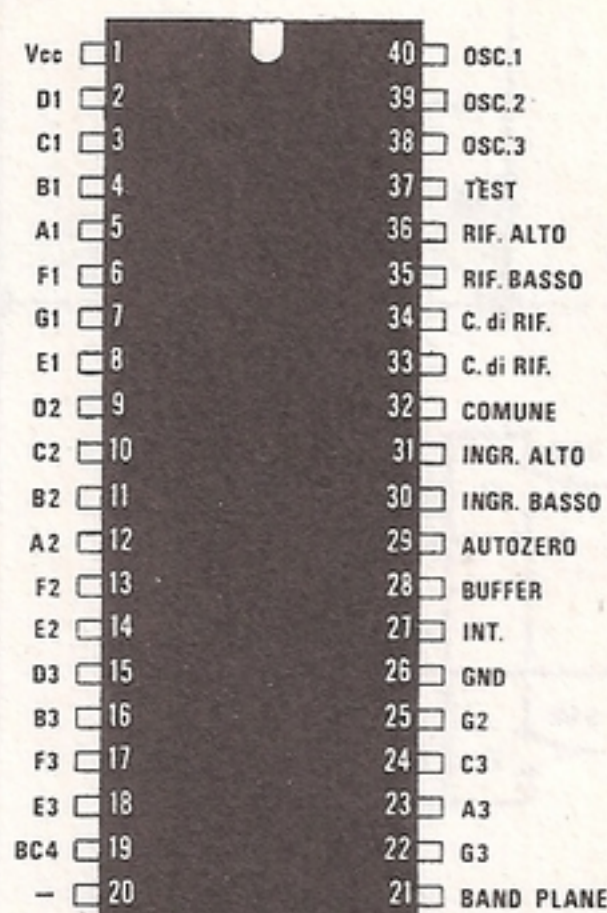 Vcc 1 40 OSC.1
D1 2 39 OSC.2
C1 3 38 OSC.3
B1 4 37 TEST
A1 5 36 RIF. ALTO
F1 6 35 RIF. BASSO
G1 7 34 C. di RIF.
E1 8 33 C. di RIF.
D2 9 32 COMUNE
C2 10 31 INGR. ALTO
B2 11 30 INGR. BASSO
A2 12 29 AUTOZERO
F2 13 28 BUFFER
E2 14 27 INT.
D3 15 26 GND
B3 16 25 G2
F3 17 24 C3
E3 18 23 A3
BC4 19 22 G3
– 20 21 BAND PLANE